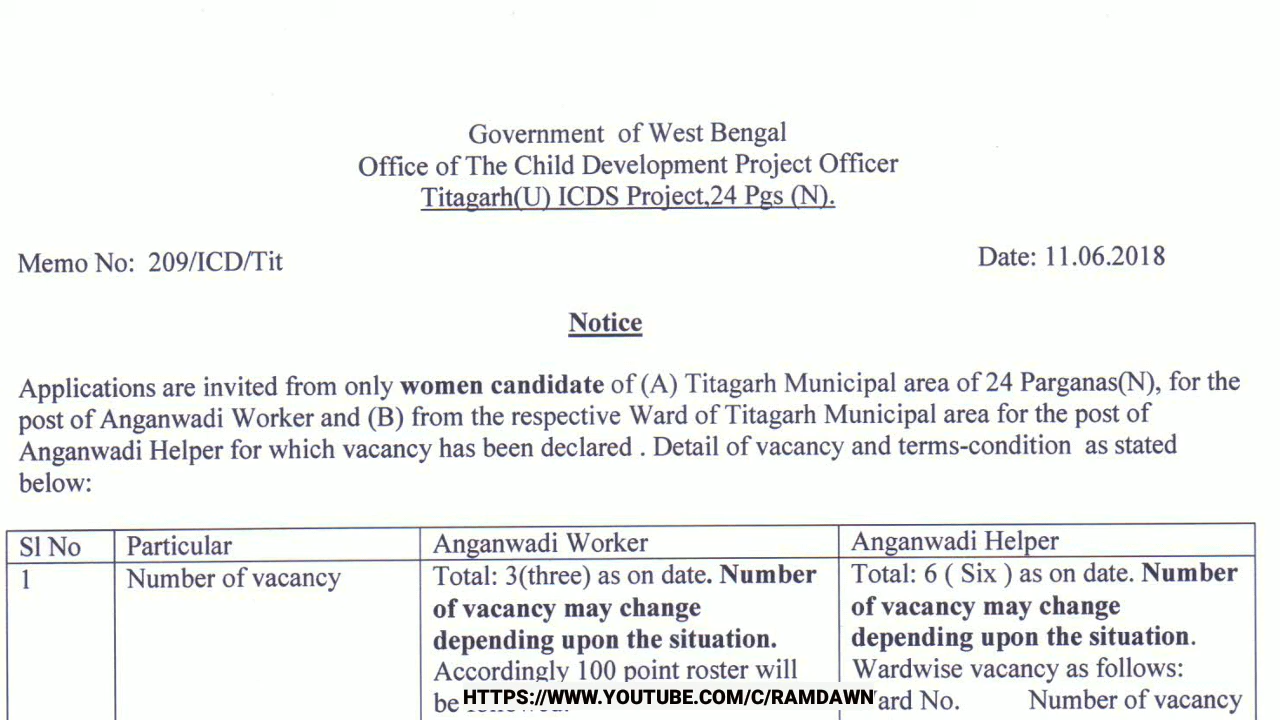 Government of West Bengal
Office of The Child Development Project Officer
Titagarh(U) ICDS Project,24 Pgs (N).
Memo No: 209/ICD/Tit
Date: 11.06.2018
Notice
Applications are invited from only women candidate of (A) Titagarh Municipal area of 24 Parganas(N), for the
post of Anganwadi Worker and (B) from the respective Ward of Titagarh Municipal area for the post of
Anganwadi Helper for which vacancy has been declared . Detail of vacancy and terms-condition as stated
below:
Sl No Particular Anganwadi Worker Anganwadi Helper
1 Number of vacancy
Total: 3(three) as on date. Number
of vacancy may change
depending upon the situation.
Accordingly 100 point roster will
be
Total: 6 ( Six ) as on date. Number
of vacancy may change
depending upon the situation.
Wardwise vacancy as follows:
ard No. Number of vacancy
HTTPS://WWW.YOUTUBE.COM/C/RAMDAWN